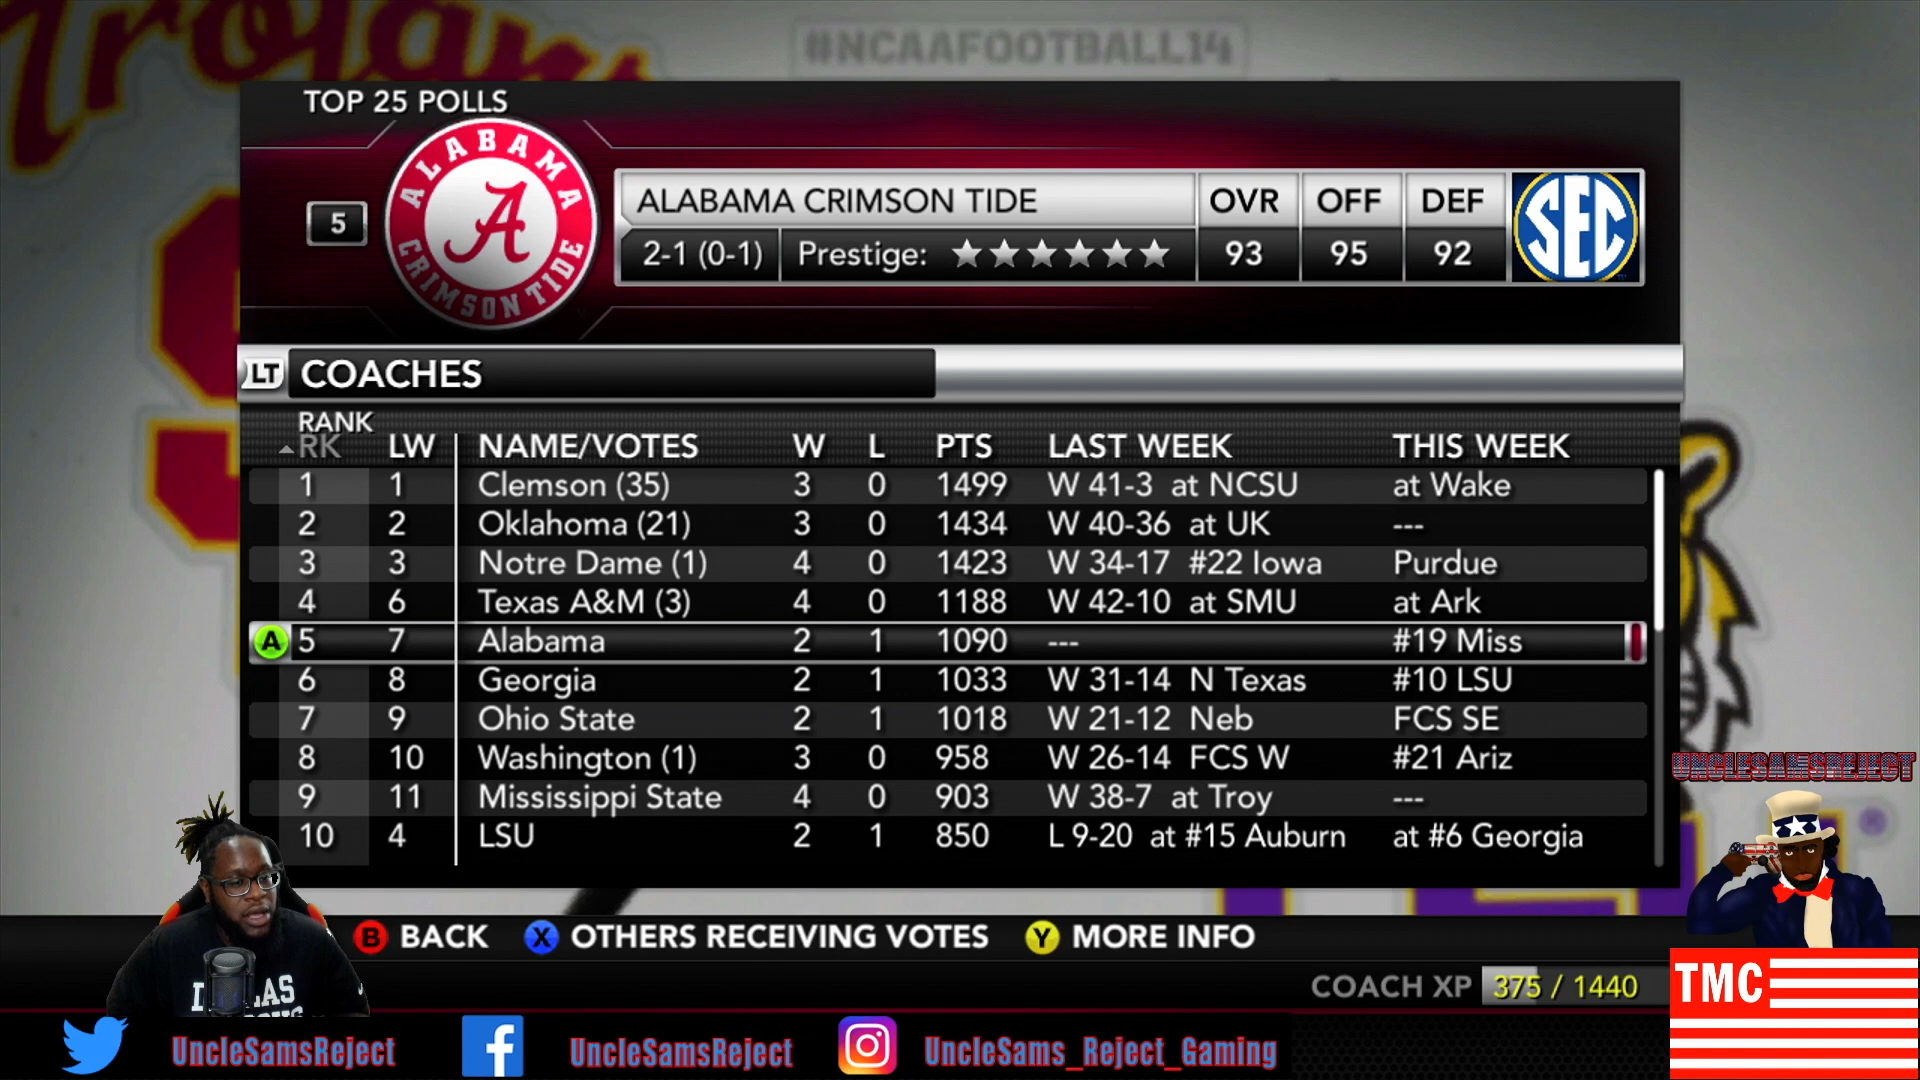 Trojans
#NCAAFOOTBALL14
TOP 25 POLLS
ALABAMA
CRIMSON TIDE
5
ALABAMA CRIMSON TIDE OVR OFF DEF
2-1 (0-1) Prestige: 93 95 92
SEC
LT COACHES
RANK
RK LW NAME/VOTES W L PTS LAST WEEK THIS WEEK
1 1 Clemson (35) 3 0 1499 W 41-3 at NCSU at Wake
2 2 Oklahoma (21) 3 0 1434 W 40-36 at UK ---
3 3 Notre Dame (1) 4 0 1423 W 34-17 #22 Iowa Purdue
4 6 Texas A&M (3) 4 0 1188 W 42-10 at SMU at Ark
A 5 7 Alabama 2 1 1090 --- #19 Miss
6 8 Georgia 2 1 1033 W 31-14 N Texas #10 LSU
7 9 Ohio State 2 1 1018 W 21-12 Neb FCS SE
8 10 Washington (1) 3 0 958 W 26-14 FCS W #21 Ariz
9 11 Mississippi State 4 0 903 W 38-7 at Troy ---
10 4 LSU 2 1 850 L 9-20 at #15 Auburn at #6 Georgia
UNCLESAMSREJECT
B BACK X OTHERS RECEIVING VOTES Y MORE INFO
COACH XP 375 / 1440
TMC
UncleSamsReject UncleSamsReject UncleSams_Reject_Gaming